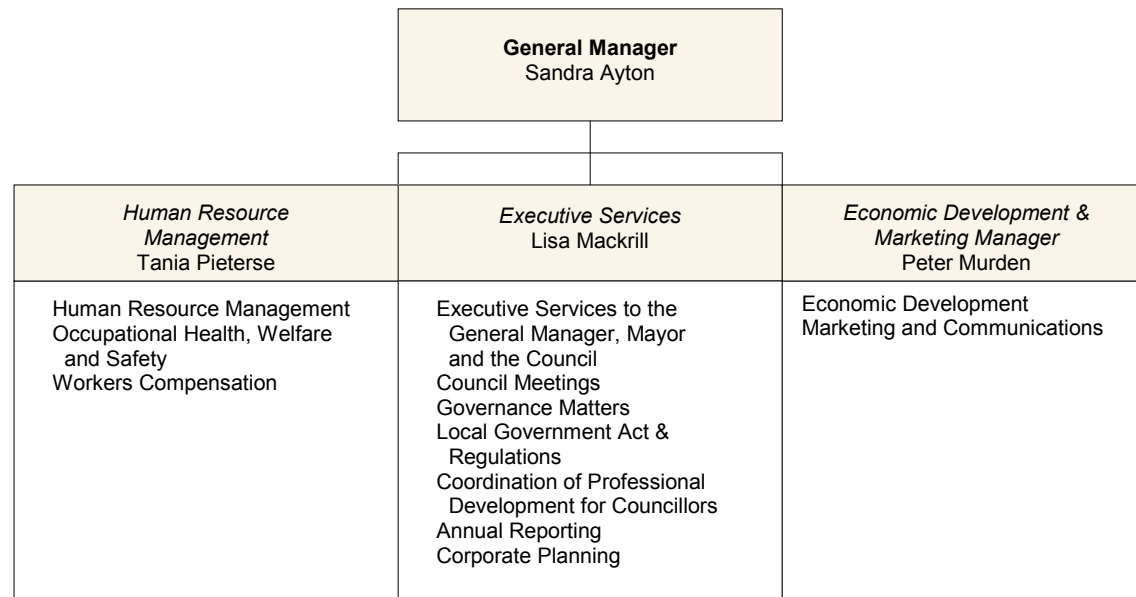 General Manager
Sandra Ayton
Human Resource
Management
Tania Pieterse
Executive Services
Lisa Mackrill
Economic Development &
Marketing Manager
Peter Murden
Human Resource Management
Occupational Health, Welfare
and Safety
Workers Compensation
Executive Services to the
General Manager, Mayor
and the Council
Council Meetings
Governance Matters
Local Government Act &
Regulations
Coordination of Professional
Development for Councillors
Annual Reporting
Corporate Planning
Economic Development
Marketing and Communications